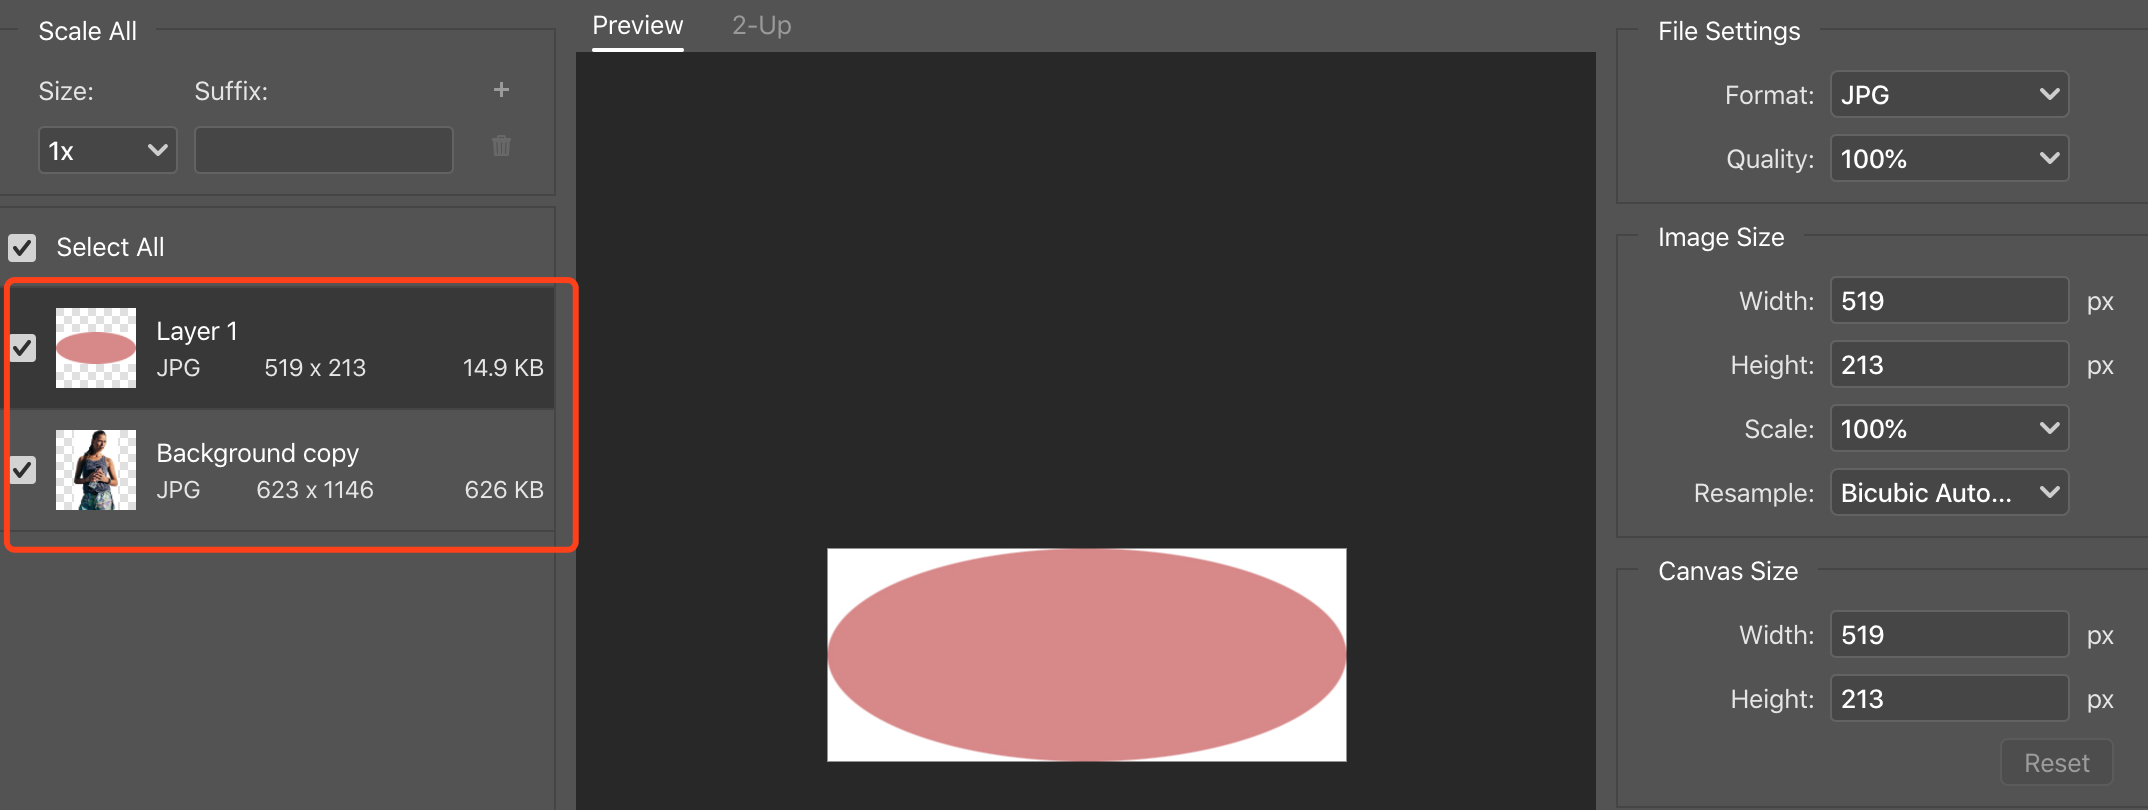 Scale All
Size: Suffix: +
1x
Select All
Layer 1
JPG 519 x 213 14.9 KB
Background copy
JPG 623 x 1146 626 KB
Preview 2-Up
File Settings
Format: JPG
Quality: 100%
Image Size
Width: 519 px
Height: 213 px
Scale: 100%
Resample: Bicubic Auto...
Canvas Size
Width: 519 px
Height: 213 px
Reset